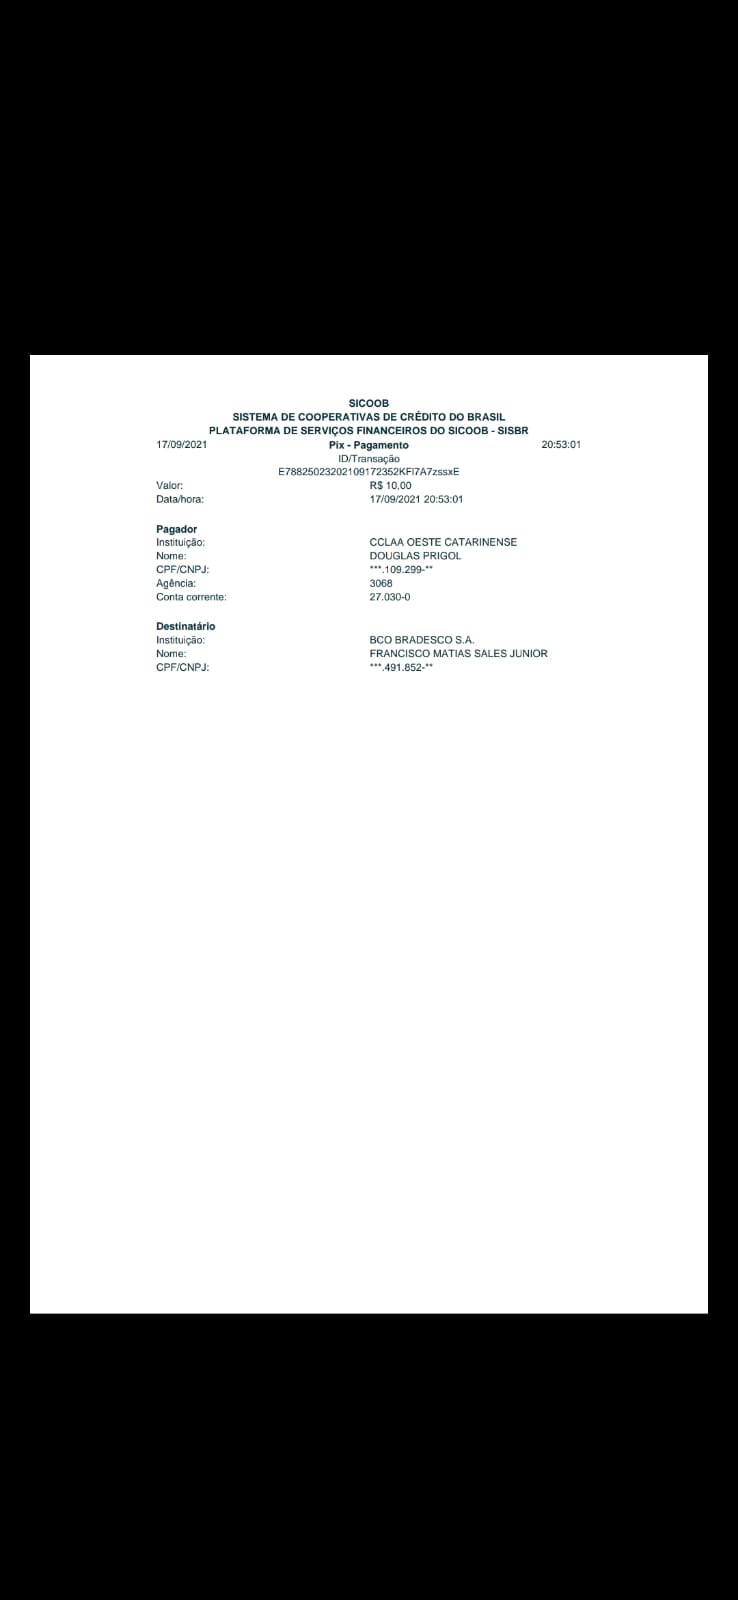 SICOOB
SISTEMA DE COOPERATIVAS DE CRÉDITO DO BRASIL
PLATAFORMA DE SERVIÇOS FINANCEIROS DO SICOOB - SISBR
17/09/2021 Pix - Pagamento 20:53:01
ID/Transação
E78825023202109172352KFI7A7zssxE
Valor: R$ 10,00
Data/hora: 17/09/2021 20:53:01
Pagador
Instituição: CCLAA OESTE CATARINENSE
Nome: DOUGLAS PRIGOL
CPF/CNPJ: ***.109.299-**
Agência: 3068
Conta corrente: 27.030-0
Destinatário
Instituição: BCO BRADESCO S.A.
Nome: FRANCISCO MATIAS SALES JUNIOR
CPF/CNPJ: ***.491.852-**